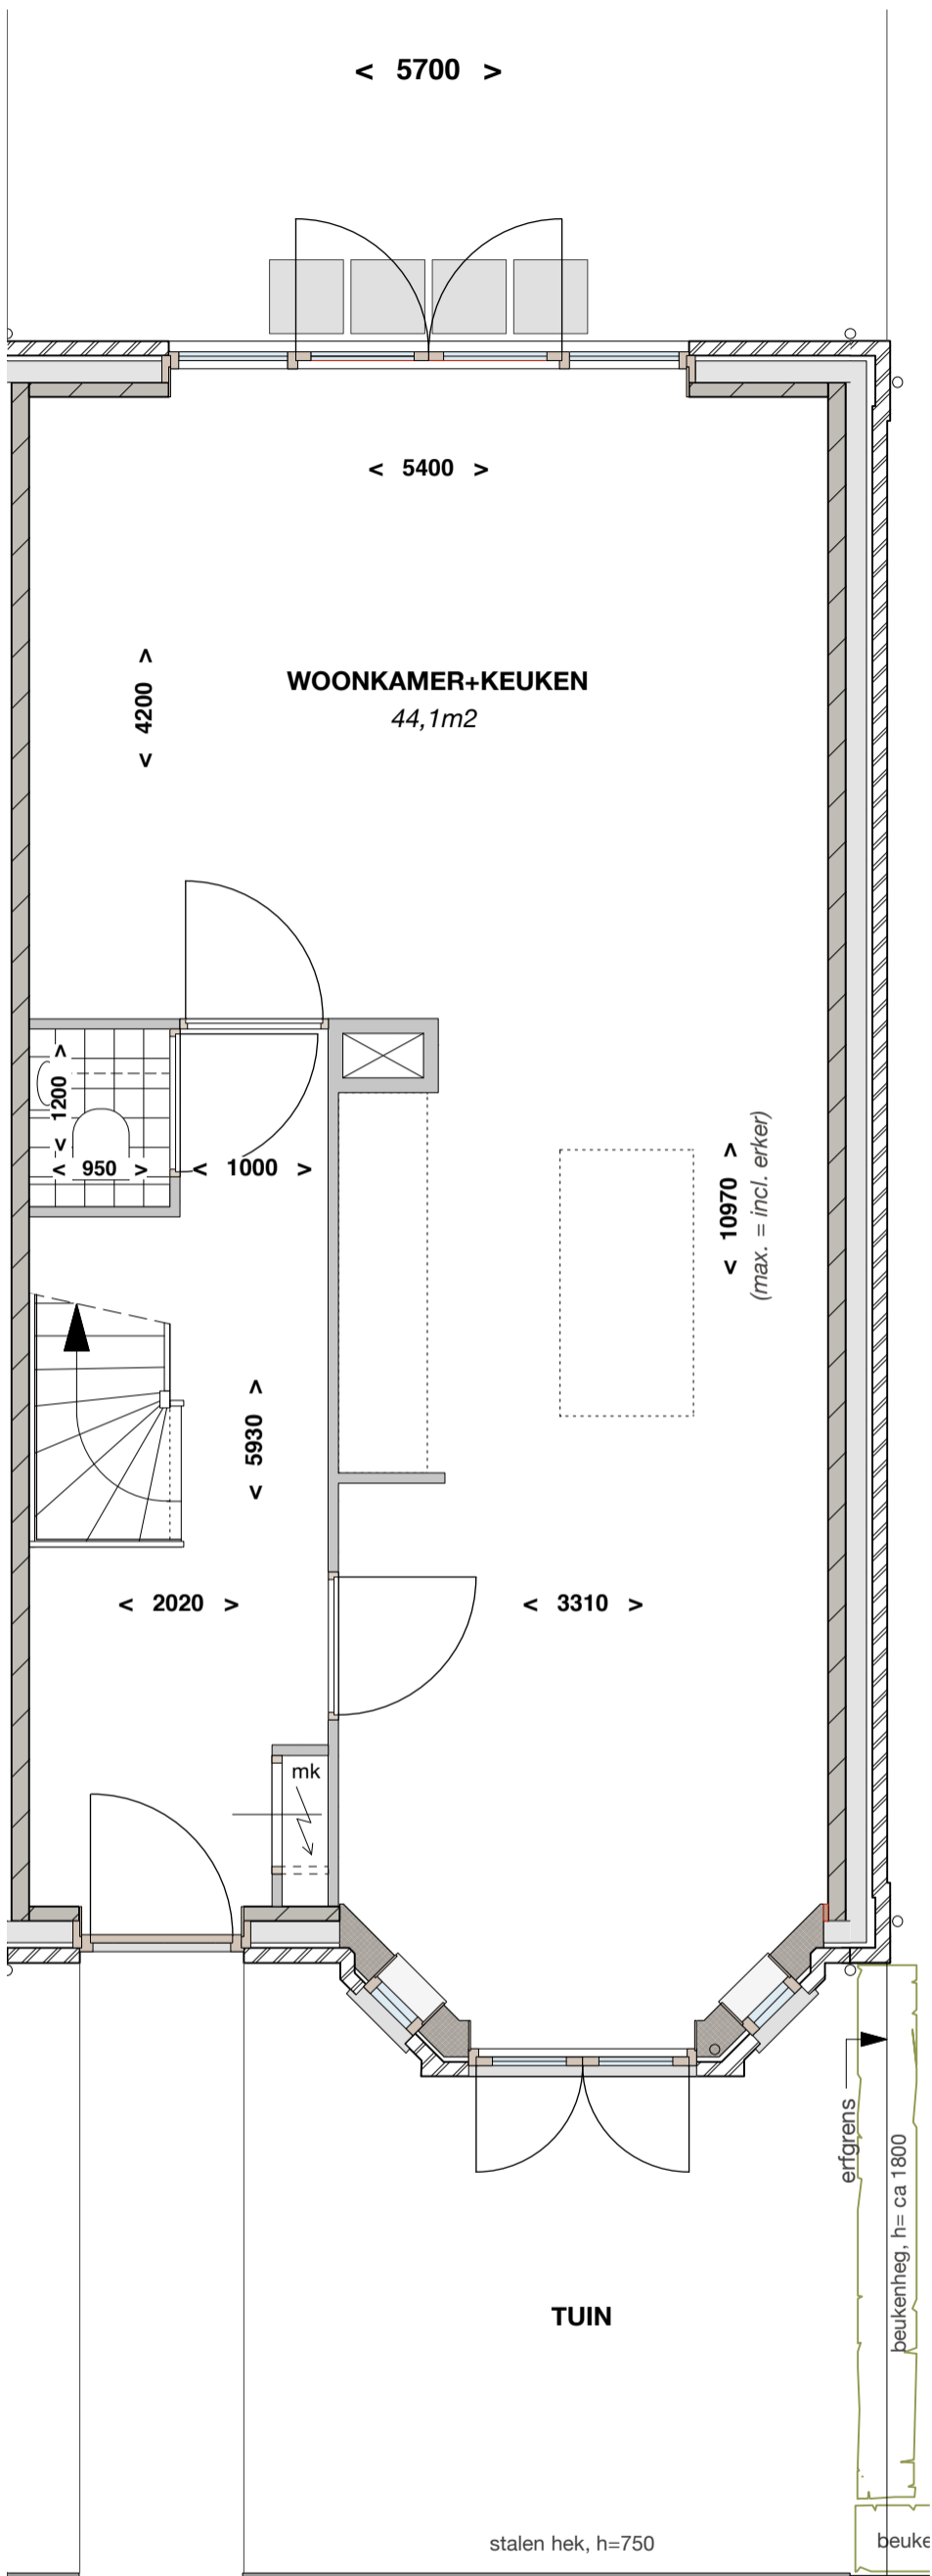 < 5700 >
< 5400 >
< 4200 >
WOONKAMER+KEUKEN
44,1m2
< 1200 >
< 950 >
< 1000 >
< 10970 >
(max. = incl. erker)
< 5930 >
< 2020 >
< 3310 >
mk
erfgrens
beukenheg, h= ca 1800
TUIN
stalen hek, h=750
beuke